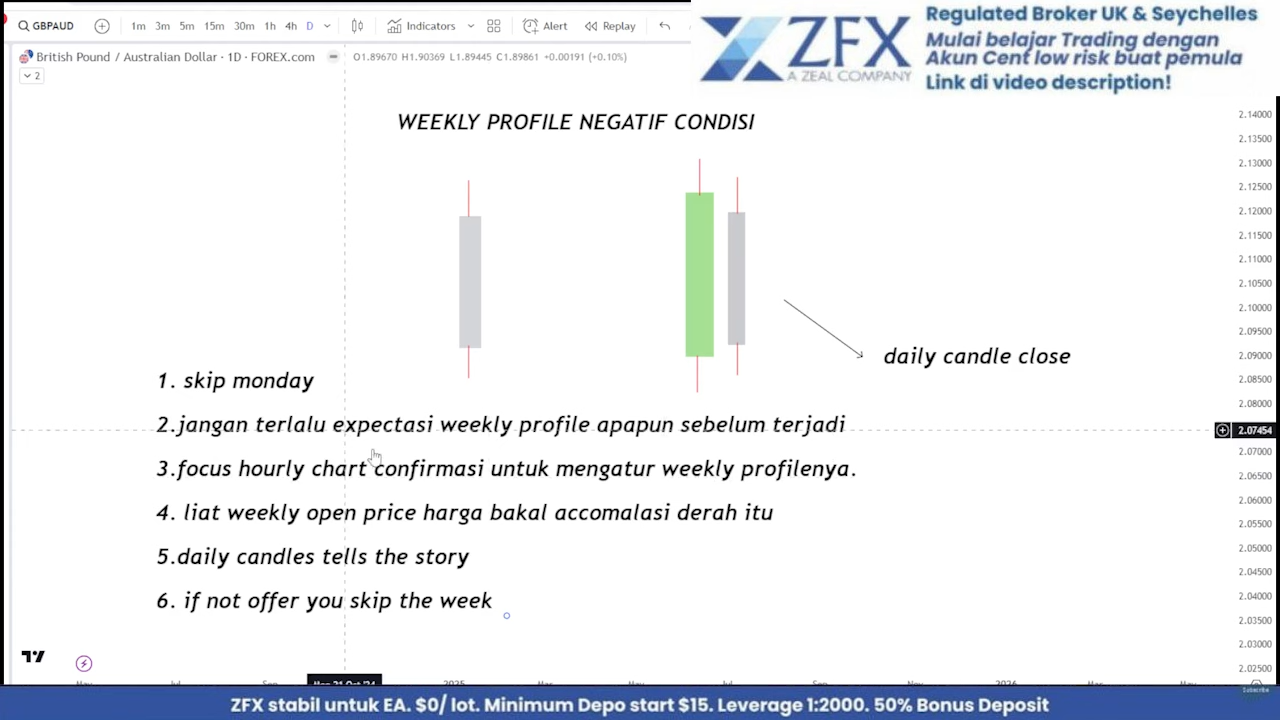 GBPAUD
1m 3m 5m 15m 30m 1h 4h D
Indicators
Alert
Replay
ZFX
A ZEAL COMPANY
Regulated Broker UK & Seychelles
Mulai belajar Trading dengan
Akun Cent low risk buat pemula
Link di video description!
British Pound / Australian Dollar · 1D · FOREX.com
O1.89670 H1.90369 L1.89445 C1.89861 +0.00191 (+0.10%)
2
WEEKLY PROFILE NEGATIF CONDISI
daily candle close
1. skip monday
2.jangan terlalu expectasi weekly profile apapun sebelum terjadi
3.focus hourly chart confirmasi untuk mengatur weekly profilenya.
4. liat weekly open price harga bakal accomalasi derah itu
5.daily candles tells the story
6. if not offer you skip the week
2.14000
2.13500
2.13000
2.12500
2.12000
2.11500
2.11000
2.10500
2.10000
2.09500
2.09000
2.08500
2.08000
2.07454
2.07000
2.06500
2.06000
2.05500
2.05000
2.04500
2.04000
2.03500
2.03000
2.02500
Subscribe
ZFX stabil untuk EA. $0/ lot. Minimum Depo start $15. Leverage 1:2000. 50% Bonus Deposit